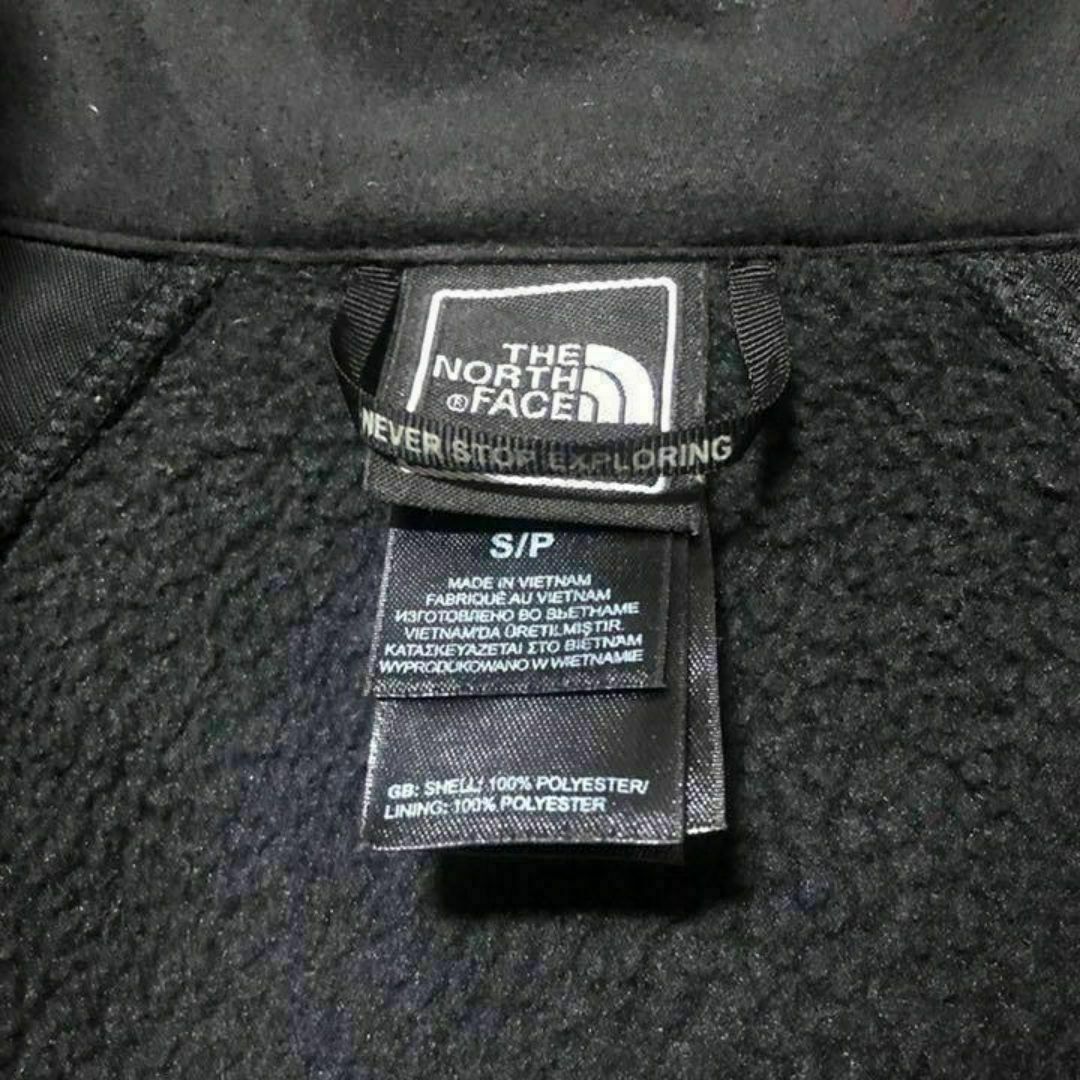 THE
NORTH
®FACE
NEVER STOP EXPLORING
S/P
MADE IN VIETNAM
FABRIQUÉ AU VIETNAM
ИЗГОТОВЛЕНО ВО ВЬЕТНАМЕ
VIETNAM'DA ÜRETILMIŞTIR.
ΚΑΤΑΣΚΕΥΑΖΕΤΑΙ ΣΤΟ ΒΙΕΤΝΑΜ
WYPRODUKOWANO W WIETNAMIE
GB: SHELL: 100% POLYESTER/
LINING: 100% POLYESTER